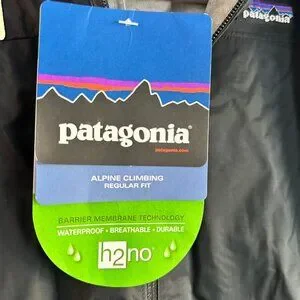 patagonia
patagonia®
patagonia.com
ALPINE CLIMBING
REGULAR FIT
BARRIER MEMBRANE TECHNOLOGY
WATERPROOF • BREATHABLE • DURABLE
h2no®